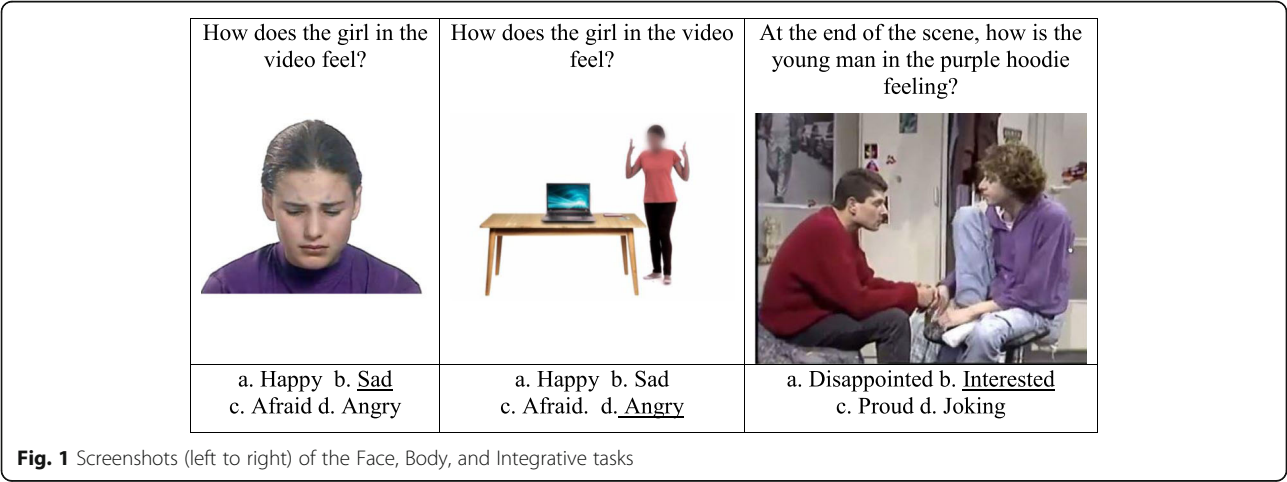 How does the girl in the
video feel?
How does the girl in the video
feel?
At the end of the scene, how is the
young man in the purple hoodie
feeling?
a. Happy  b. Sad
c. Afraid d. Angry
a. Happy  b. Sad
c. Afraid.  d. Angry
a. Disappointed b. Interested
c. Proud d. Joking
Fig. 1 Screenshots (left to right) of the Face, Body, and Integrative tasks